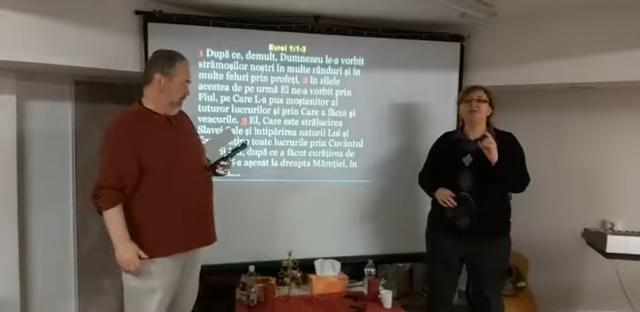 Evrei 1:1-3
1 După ce, demult, Dumnezeu le-a vorbit
strămoșilor noștri în multe rânduri și în
multe feluri prin profeți, 2 în zilele
acestea de pe urmă El ne-a vorbit prin
Fiul, pe Care L-a pus moștenitor al
tuturor lucrurilor și prin Care a făcut și
veacurile. 3 El, Care este strălucirea
Slavei Sale și întipărirea naturii Lui și
toate lucrurile prin Cuvântul
după ce a făcut curățirea de
așezat la dreapta Măreției, în